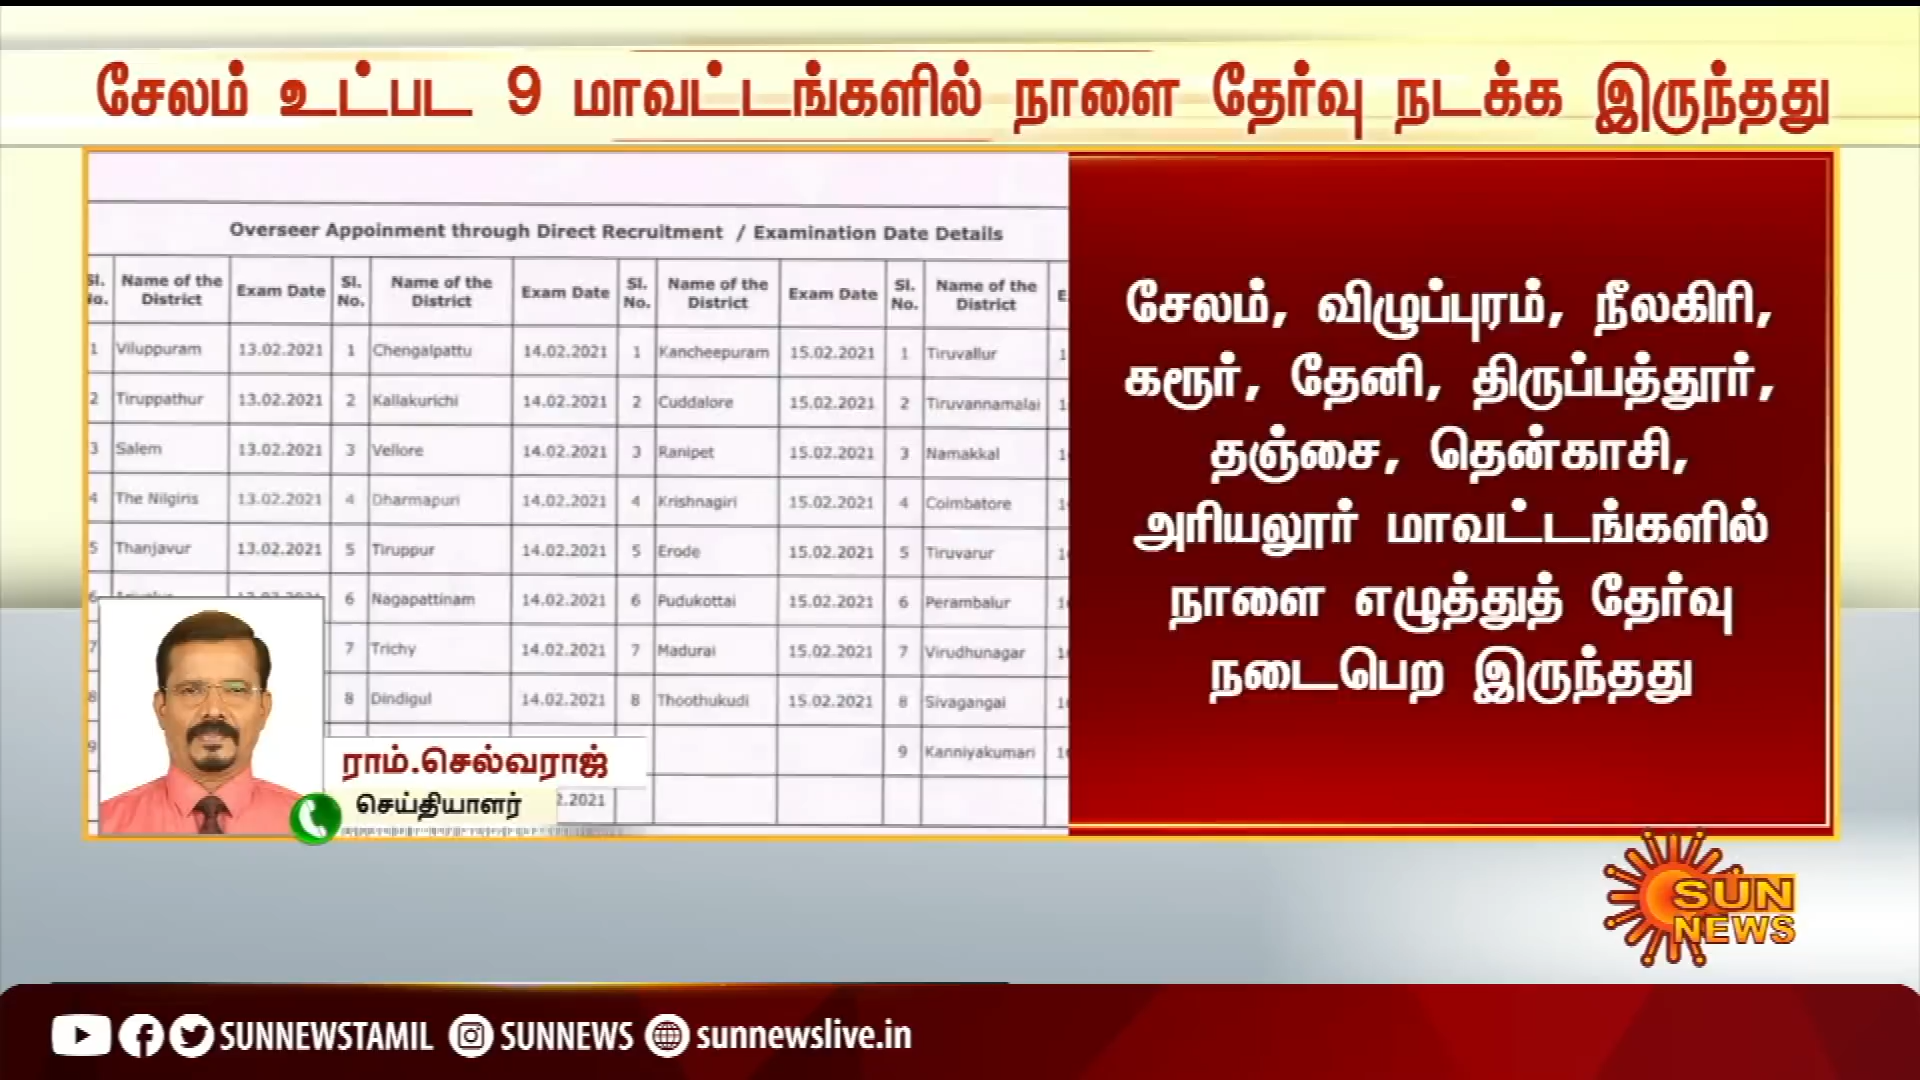 சேலம் உட்பட 9 மாவட்டங்களில் நாளை தேர்வு நடக்க இருந்தது
Overseer Appoinment through Direct Recruitment / Examination Date Details
Sl. No. Name of the District Exam Date Sl. No. Name of the District Exam Date Sl. No. Name of the District Exam Date Sl. No. Name of the District
1 Viluppuram 13.02.2021 1 Chengalpattu 14.02.2021 1 Kancheepuram 15.02.2021 1 Tiruvallur
2 Tiruppathur 13.02.2021 2 Kallakurichi 14.02.2021 2 Cuddalore 15.02.2021 2 Tiruvannamalai
3 Salem 13.02.2021 3 Vellore 14.02.2021 3 Ranipet 15.02.2021 3 Namakkal
4 The Nilgiris 13.02.2021 4 Dharmapuri 14.02.2021 4 Krishnagiri 15.02.2021 4 Coimbatore
5 Thanjavur 13.02.2021 5 Tiruppur 14.02.2021 5 Erode 15.02.2021 5 Tiruvarur
6 6 Nagapattinam 14.02.2021 6 Pudukottai 15.02.2021 6 Perambalur
7 7 Trichy 14.02.2021 7 Madurai 15.02.2021 7 Virudhunagar
8 8 Dindigul 14.02.2021 8 Thoothukudi 15.02.2021 8 Sivagangai
9 9 Kanniyakumari
சேலம், விழுப்புரம், நீலகிரி,
கரூர், தேனி, திருப்பத்தூர்,
தஞ்சை, தென்காசி,
அரியலூர் மாவட்டங்களில்
நாளை எழுத்துத் தேர்வு
நடைபெற இருந்தது
ராம்.செல்வராஜ்
செய்தியாளர்
SUN
NEWS
SUNNEWSTAMIL SUNNEWS sunnewslive.in